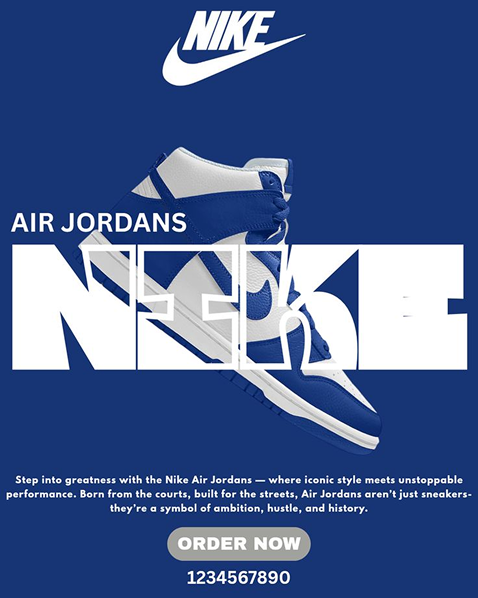 NIKE
AIR JORDANS
NIKE
Step into greatness with the Nike Air Jordans — where iconic style meets unstoppable
performance. Born from the courts, built for the streets, Air Jordans aren't just sneakers-
they're a symbol of ambition, hustle, and history.
ORDER NOW
1234567890